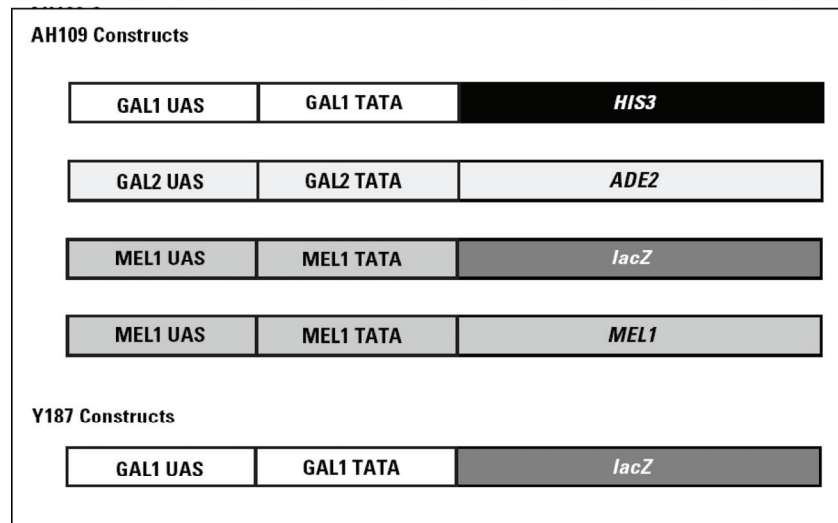 AH109 Constructs
GAL1 UAS GAL1 TATA HIS3
GAL2 UAS GAL2 TATA ADE2
MEL1 UAS MEL1 TATA lacZ
MEL1 UAS MEL1 TATA MEL1
Y187 Constructs
GAL1 UAS GAL1 TATA lacZ